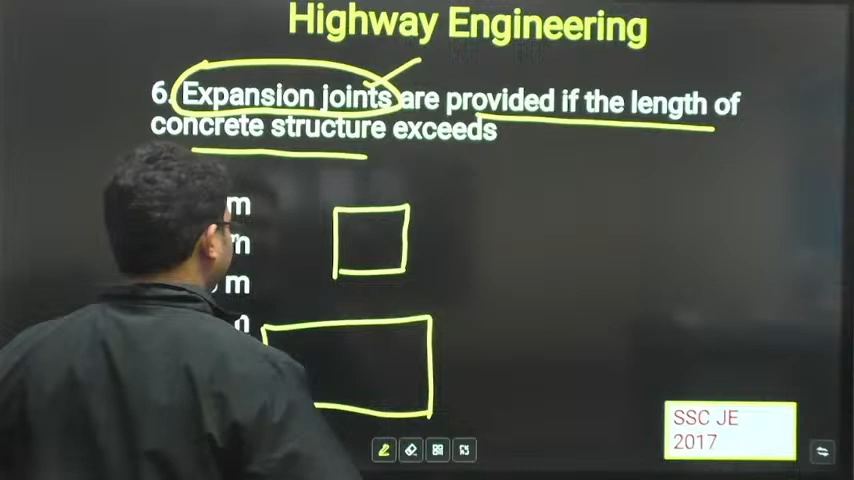 Highway Engineering
6. Expansion joints are provided if the length of
concrete structure exceeds
m
m
m
SSC JE
2017